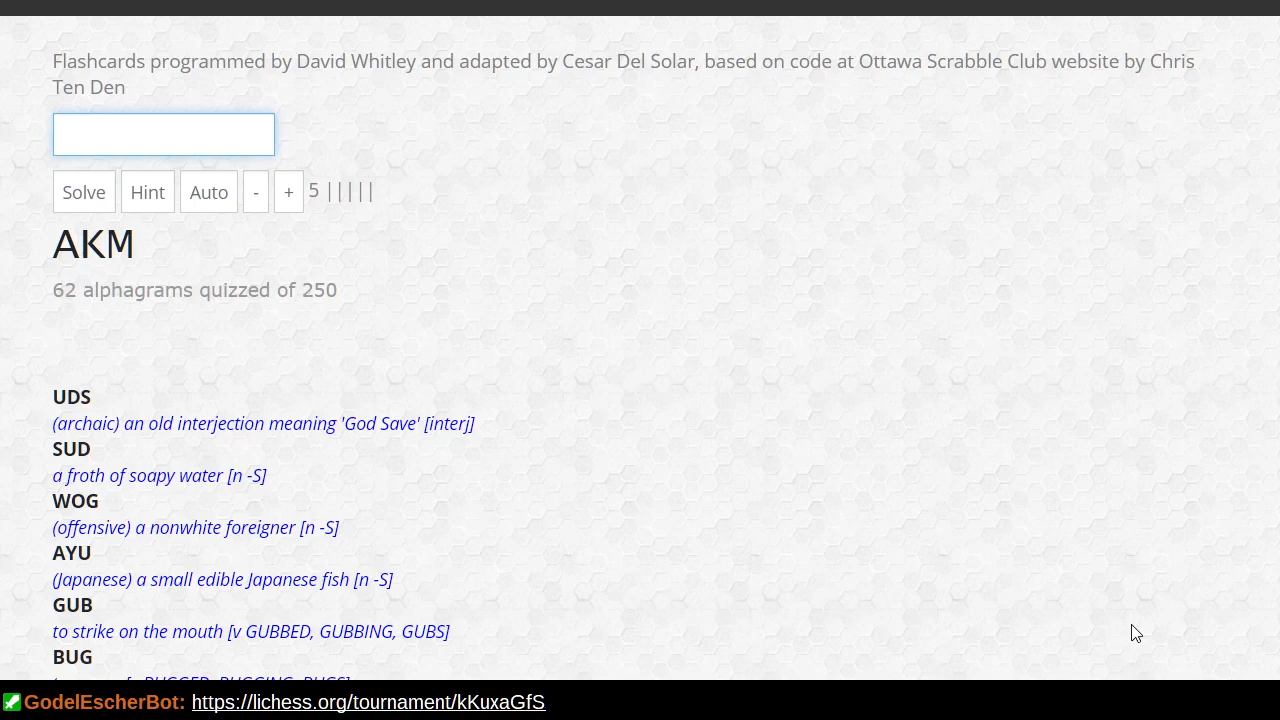 Flashcards programmed by David Whitley and adapted by Cesar Del Solar, based on code at Ottawa Scrabble Club website by Chris
Ten Den
Solve Hint Auto - + 5 |||||
AKM
62 alphagrams quizzed of 250
UDS
(archaic) an old interjection meaning 'God Save' [interj]
SUD
a froth of soapy water [n -S]
WOG
(offensive) a nonwhite foreigner [n -S]
AYU
(Japanese) a small edible Japanese fish [n -S]
GUB
to strike on the mouth [v GUBBED, GUBBING, GUBS]
BUG
GodelEscherBot: https://lichess.org/tournament/kKuxaGfS